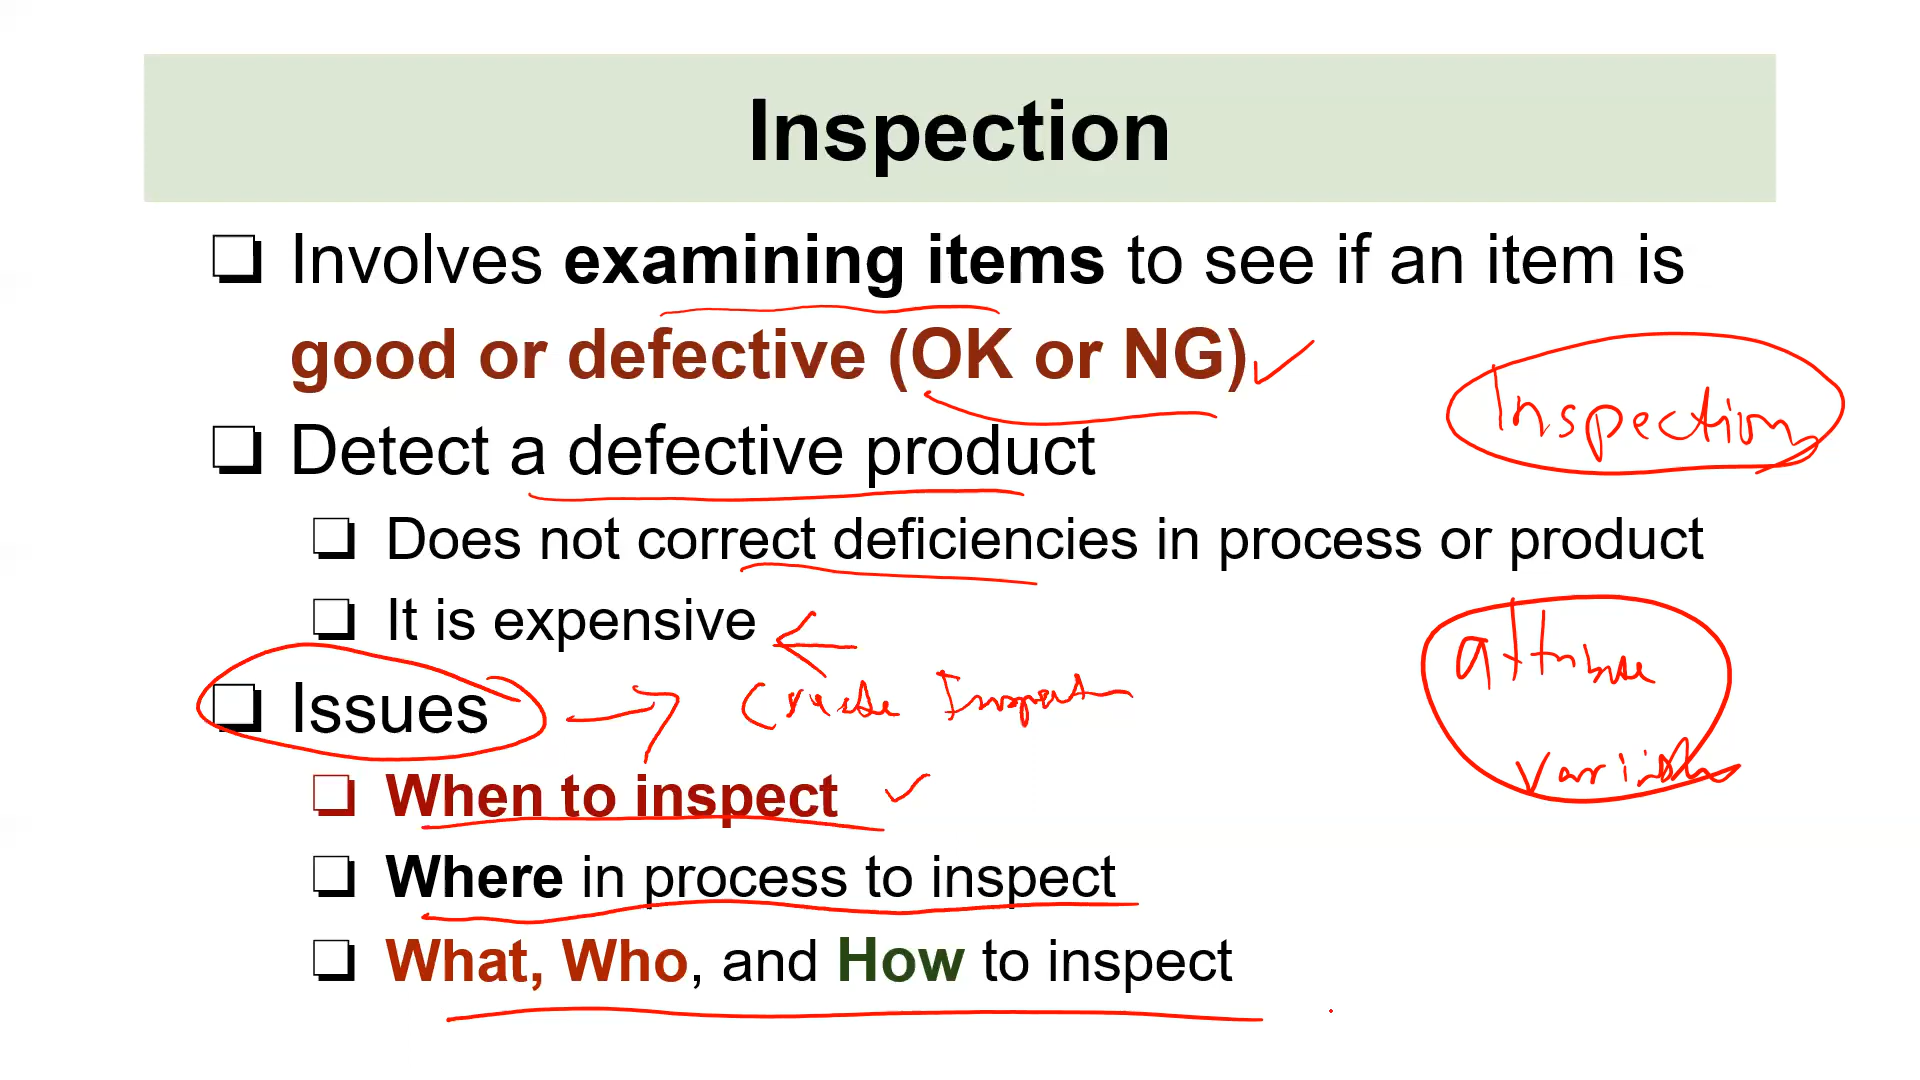 Inspection
Involves examining items to see if an item is
good or defective (OK or NG)
Inspection
Detect a defective product
Does not correct deficiencies in process or product
It is expensive
attribute
Issues
When to inspect
Where in process to inspect
What, Who, and How to inspect